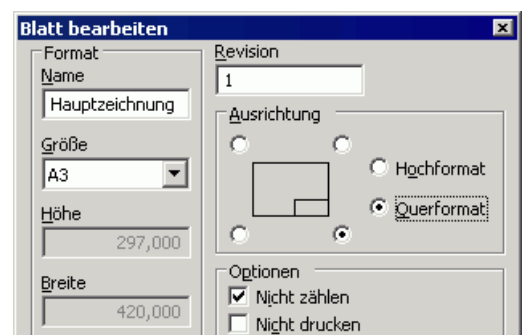 Blatt bearbeiten
Format
Name
Hauptzeichnung
Größe
A3
Höhe
297,000
Breite
420,000
Revision
1
Ausrichtung
Hochformat
Querformat
Optionen
Nicht zählen
Nicht drucken